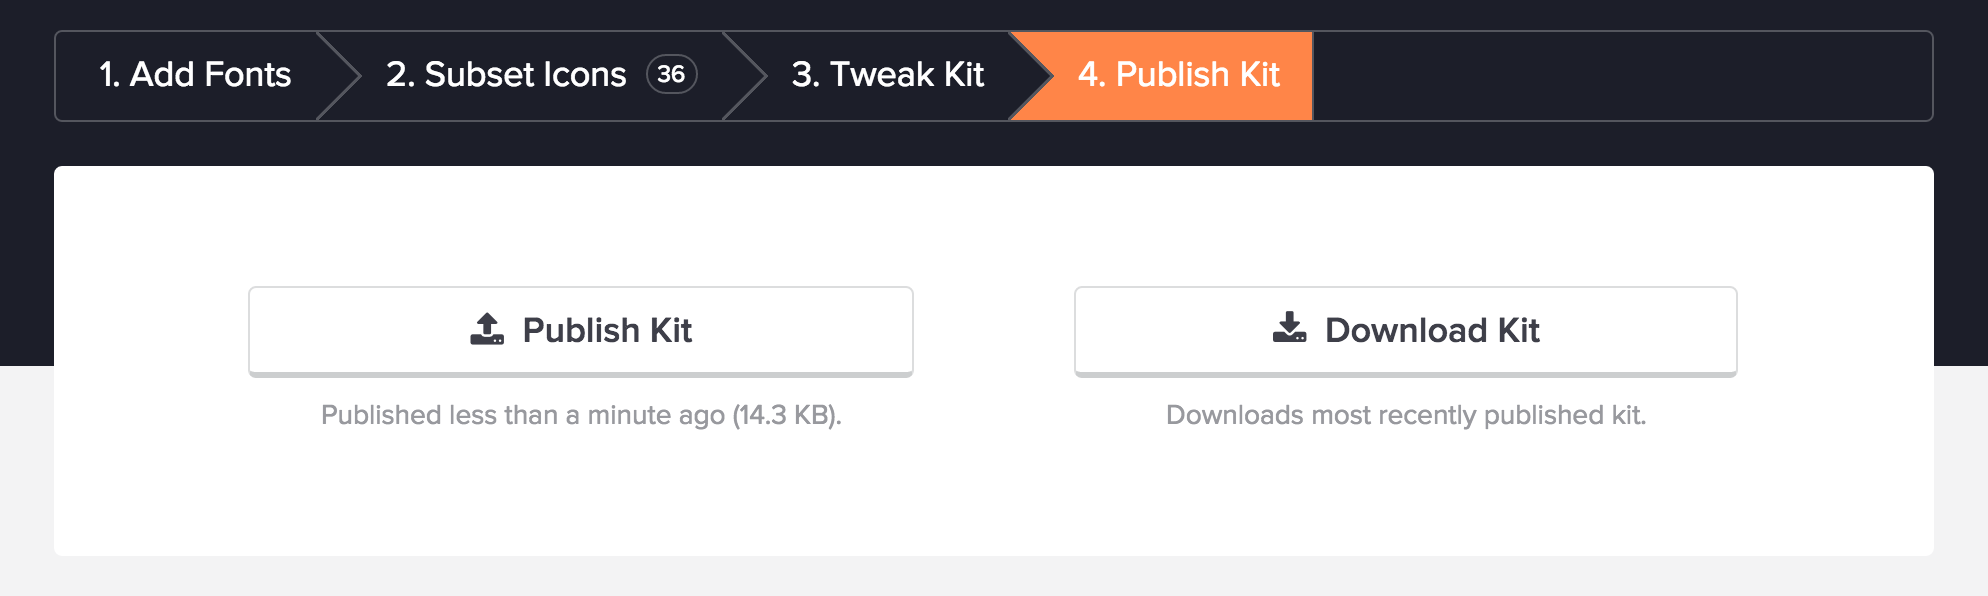 1. Add Fonts
2. Subset Icons 36
3. Tweak Kit
4. Publish Kit
Publish Kit
Published less than a minute ago (14.3 KB).
Download Kit
Downloads most recently published kit.